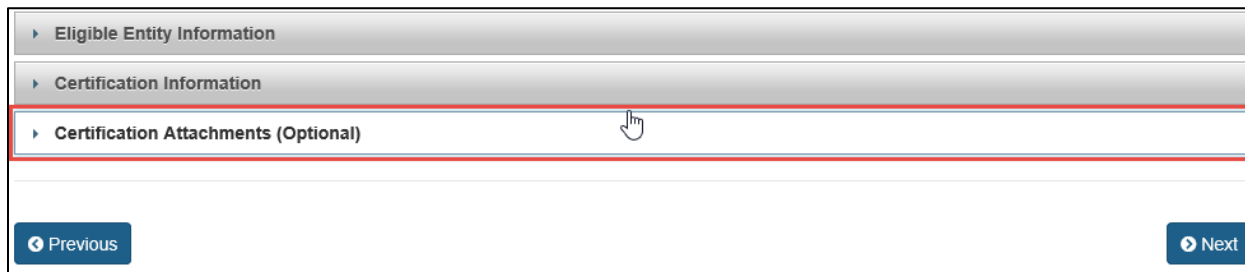 Eligible Entity Information
Certification Information
Certification Attachments (Optional)
Previous
Next